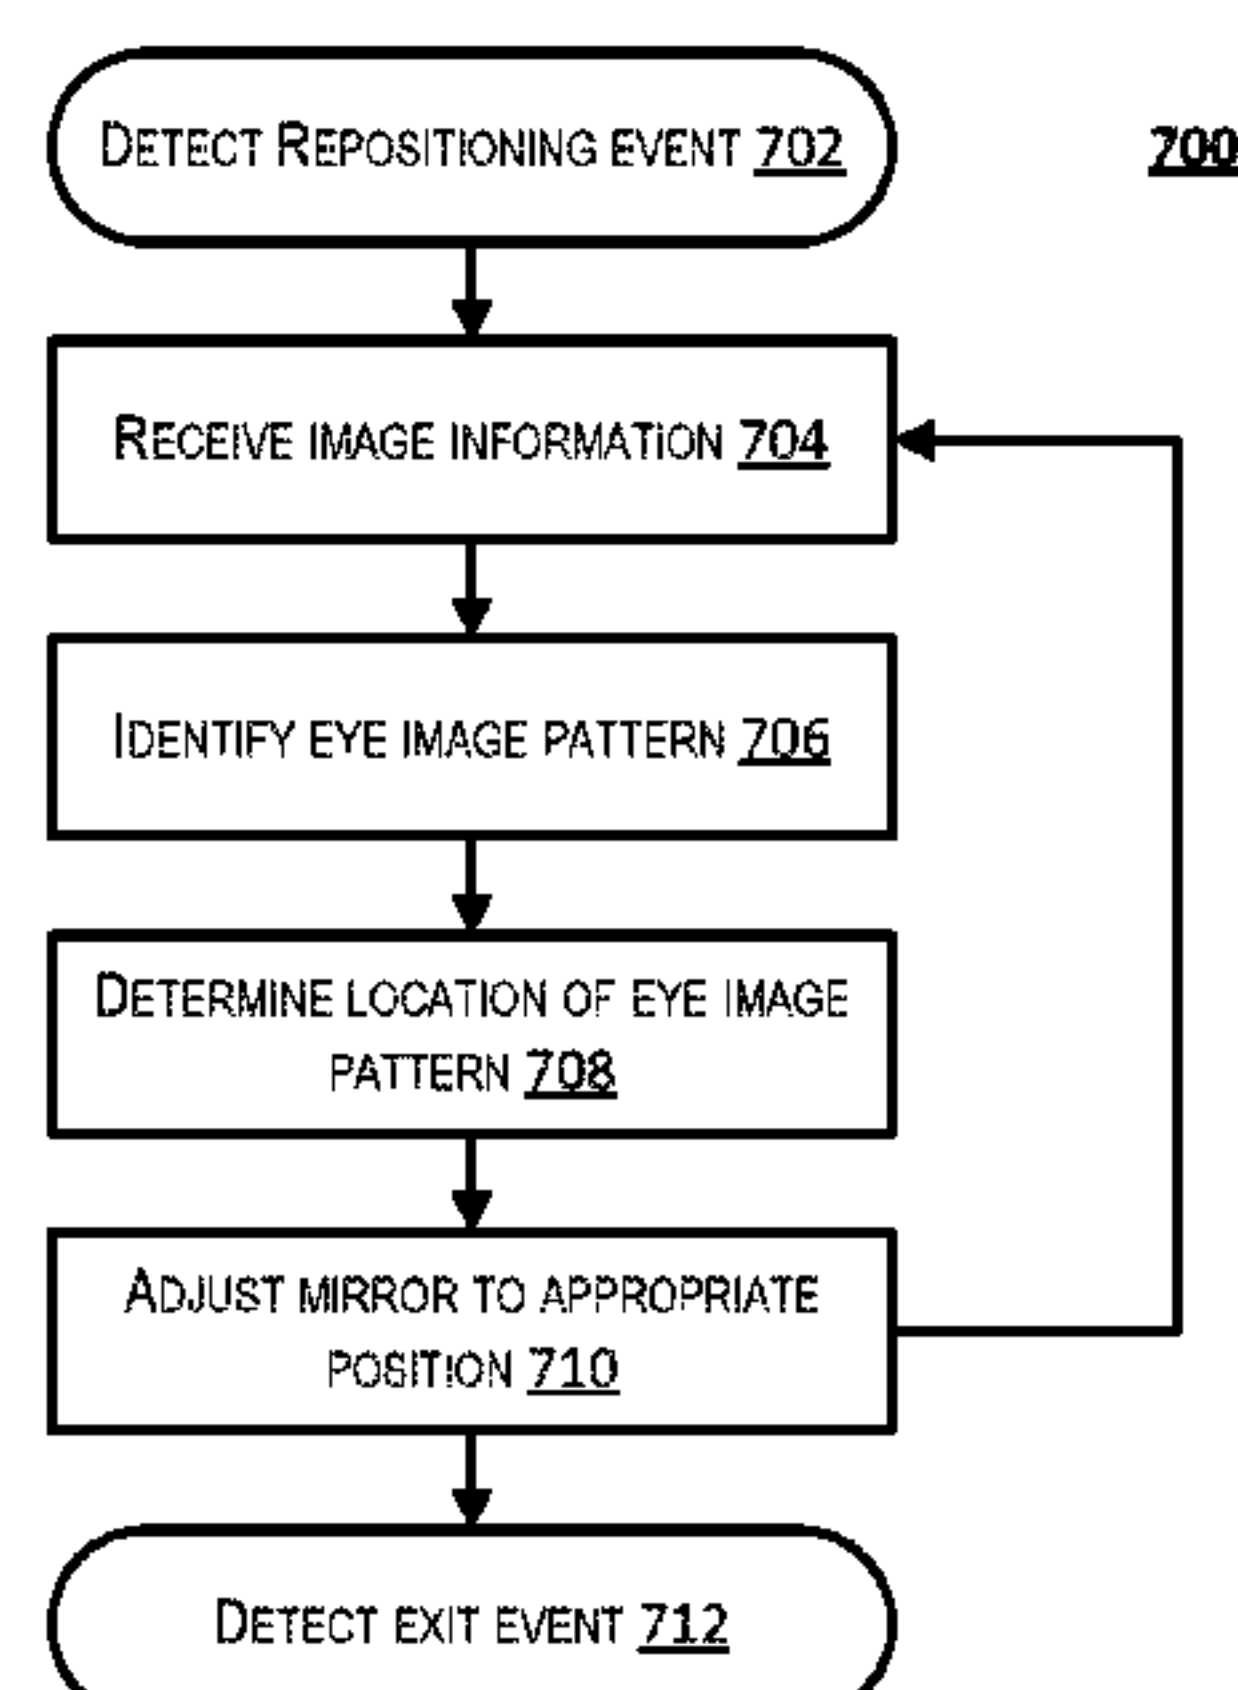 DETECT REPOSITIONING EVENT 702
700
RECEIVE IMAGE INFORMATION 704
IDENTIFY EYE IMAGE PATTERN 706
DETERMINE LOCATION OF EYE IMAGE
PATTERN 708
ADJUST MIRROR TO APPROPRIATE
POSITION 710
DETECT EXIT EVENT 712